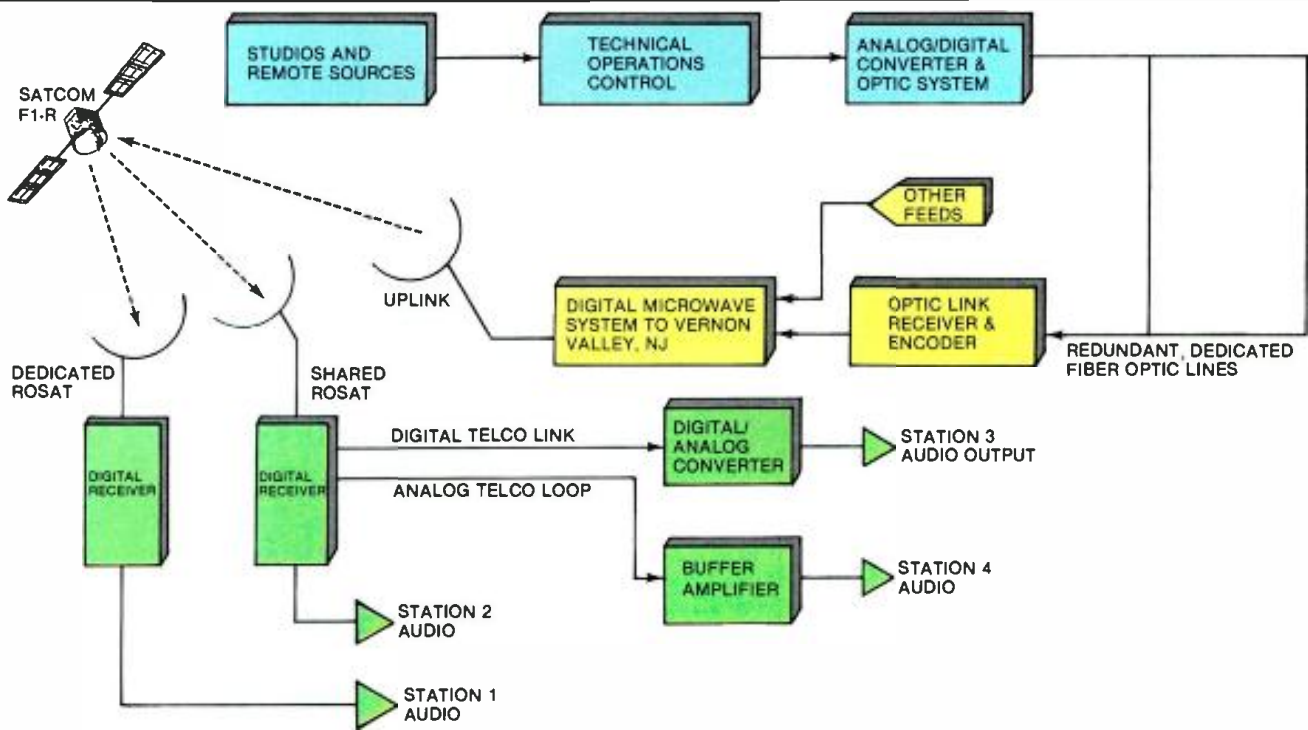 STUDIOS AND
REMOTE SOURCES
TECHNICAL
OPERATIONS
CONTROL
ANALOG/DIGITAL
CONVERTER &
OPTIC SYSTEM
SATCOM
F1-R
OTHER
FEEDS
UPLINK
DIGITAL MICROWAVE
SYSTEM TO VERNON
VALLEY, NJ
OPTIC LINK
RECEIVER &
ENCODER
REDUNDANT, DEDICATED
FIBER OPTIC LINES
DEDICATED
ROSAT
SHARED
ROSAT
DIGITAL
RECEIVER
DIGITAL
RECEIVER
DIGITAL TELCO LINK
DIGITAL/
ANALOG
CONVERTER
STATION 3
AUDIO OUTPUT
ANALOG TELCO LOOP
BUFFER
AMPLIFIER
STATION 4
AUDIO
STATION 2
AUDIO
STATION 1
AUDIO